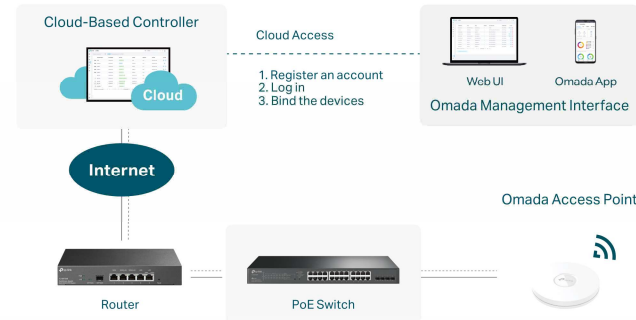 Cloud-Based Controller
Cloud Access
Cloud
1. Register an account
2. Log in
3. Bind the devices
Web UI
Omada App
Omada Management Interface
Internet
Omada Access Point
Router
PoE Switch